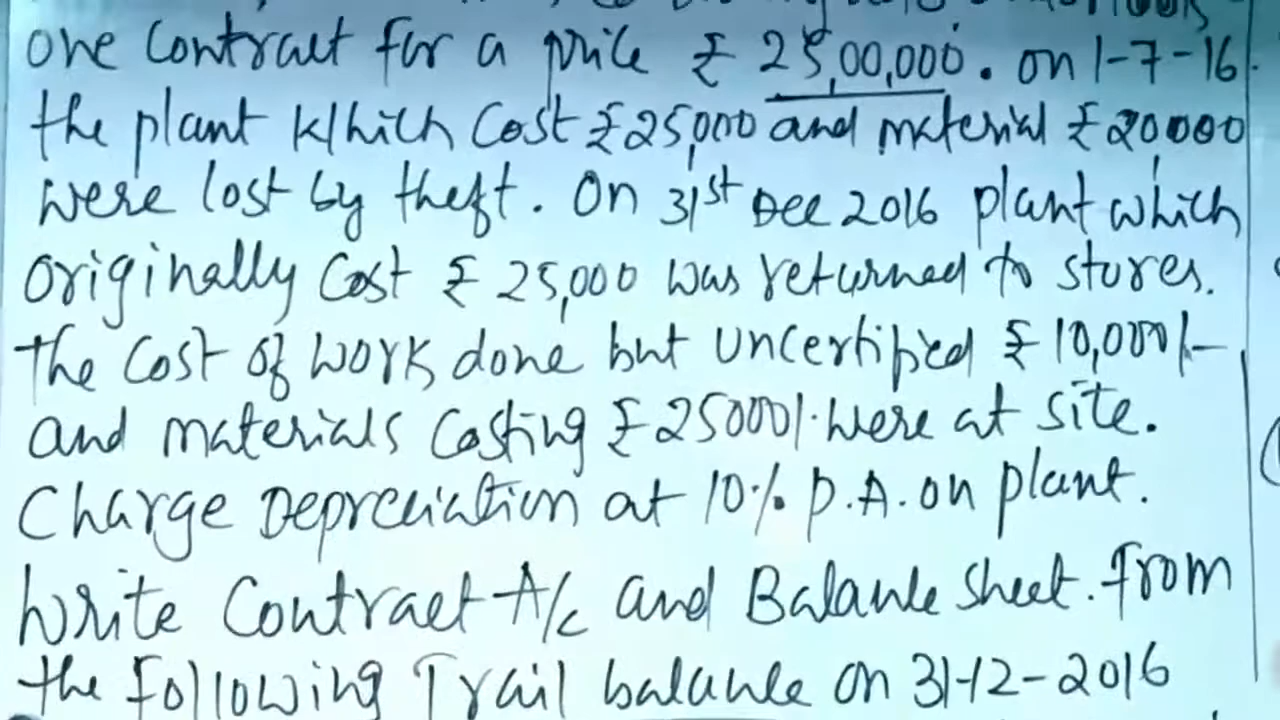 one contract for a price ₹ 25,00,000. on 1-7-16
the plant which cost ₹25,000 and material ₹20,000
were lost by theft. On 31st Dec 2016 plant which
originally cost ₹ 25,000 was returned to stores.
the cost of work done but uncertified ₹ 10,000/-
and materials costing ₹25000/- were at site.
Charge Depreciation at 10% P.A. on plant.
Write Contract A/c and Balance sheet. from
the Following Trail balance on 31-12-2016